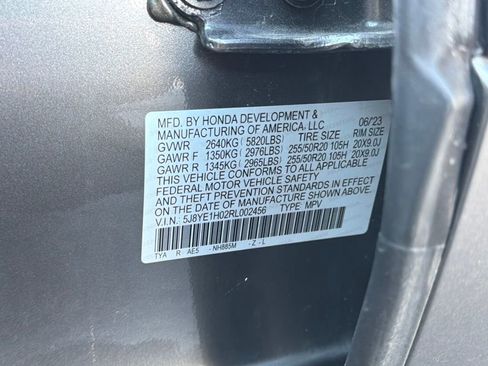 MFD. BY HONDA DEVELOPMENT & 06/23
MANUFACTURING OF AMERICA, LLC
GVWR 2640KG ( 5820LBS) TIRE SIZE RIM SIZE
GAWR F 1350KG ( 2976LBS) 255/50R20 105H 20X9.0J
GAWR R 1345KG ( 2965LBS) 255/50R20 105H 20X9.0J
THIS VEHICLE CONFORMS TO ALL APPLICABLE
FEDERAL MOTOR VEHICLE SAFETY
AND THEFT PREVENTION STANDARDS IN EFFECT
ON THE DATE OF MANUFACTURE SHOWN ABOVE.
V.I.N.: 5J8YE1H02RL002456 TYPE: MPV
TYA R AE5 - NH885M - Z - L